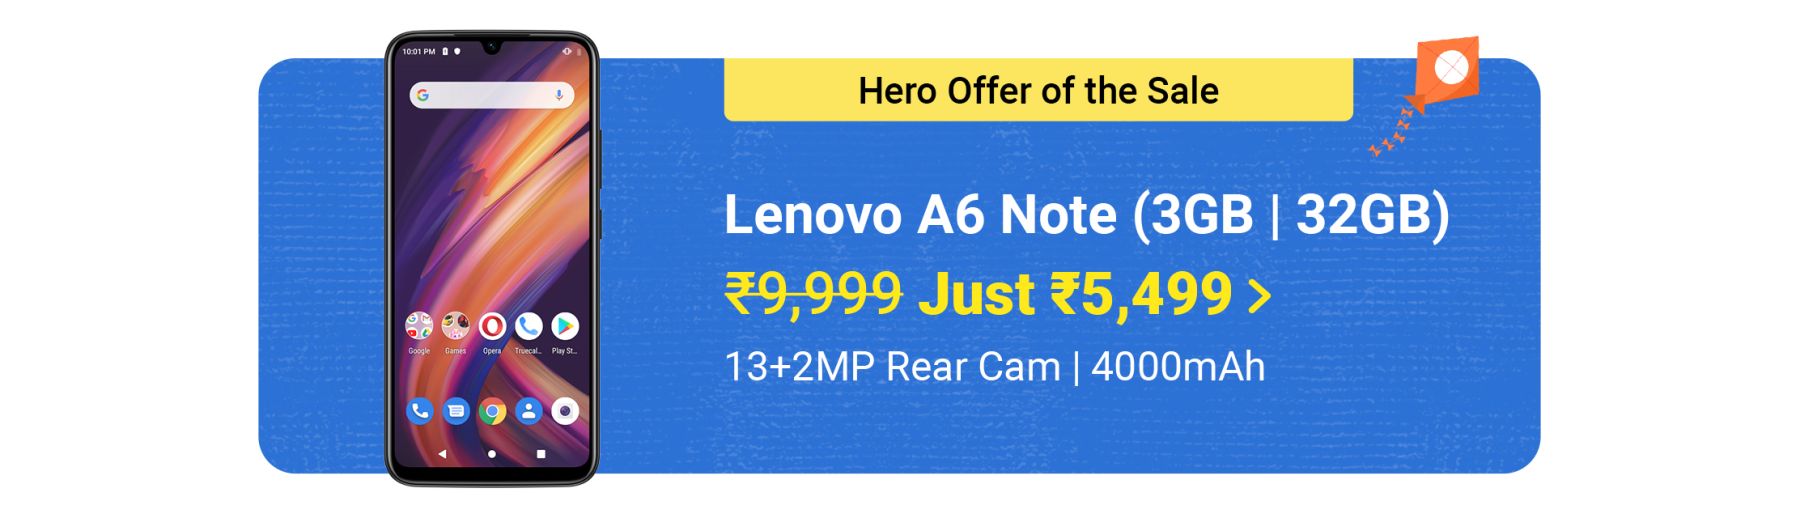 10:01 PM
Hero Offer of the Sale
Lenovo A6 Note (3GB | 32GB)
₹9,999 Just ₹5,499 >
13+2MP Rear Cam | 4000mAh
Google Games Opera Truecal... Play St...